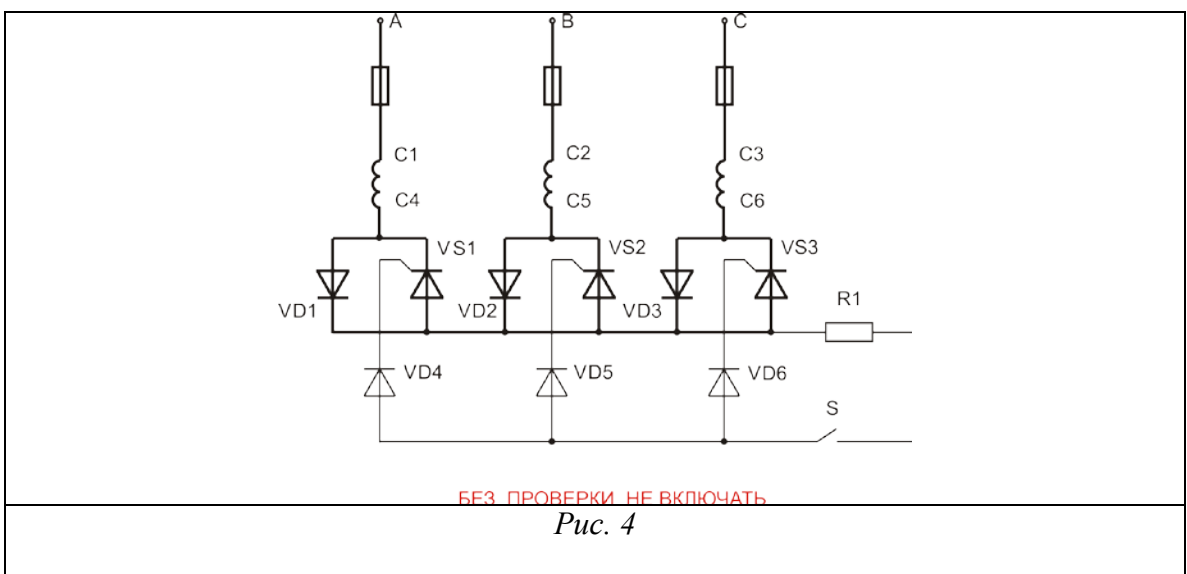 A B C
C1 C2 C3
C4 C5 C6
VS1 VS2 VS3
R1
VD1 VD2 VD3
VD4 VD5 VD6
S
БЕЗ ПРОВЕРКИ НЕ ВКЛЮЧАТЬ
Рис. 4